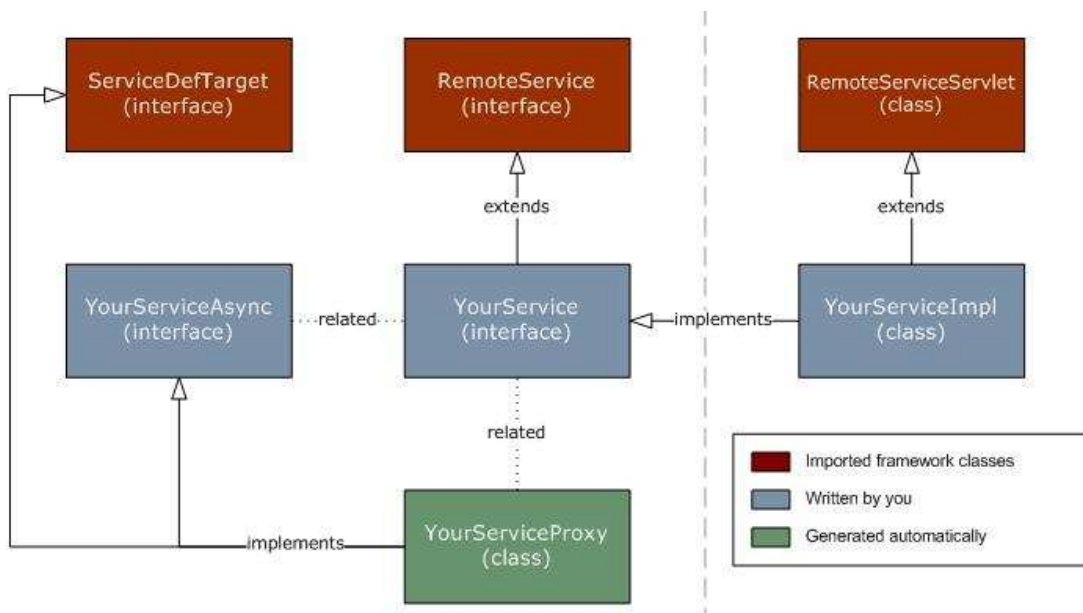 ServiceDefTarget
(interface)
RemoteService
(interface)
RemoteServiceServlet
(class)
extends
extends
YourServiceAsync
(interface)
related
YourService
(interface)
implements
YourServiceImpl
(class)
related
implements
YourServiceProxy
(class)
Imported framework classes
Written by you
Generated automatically